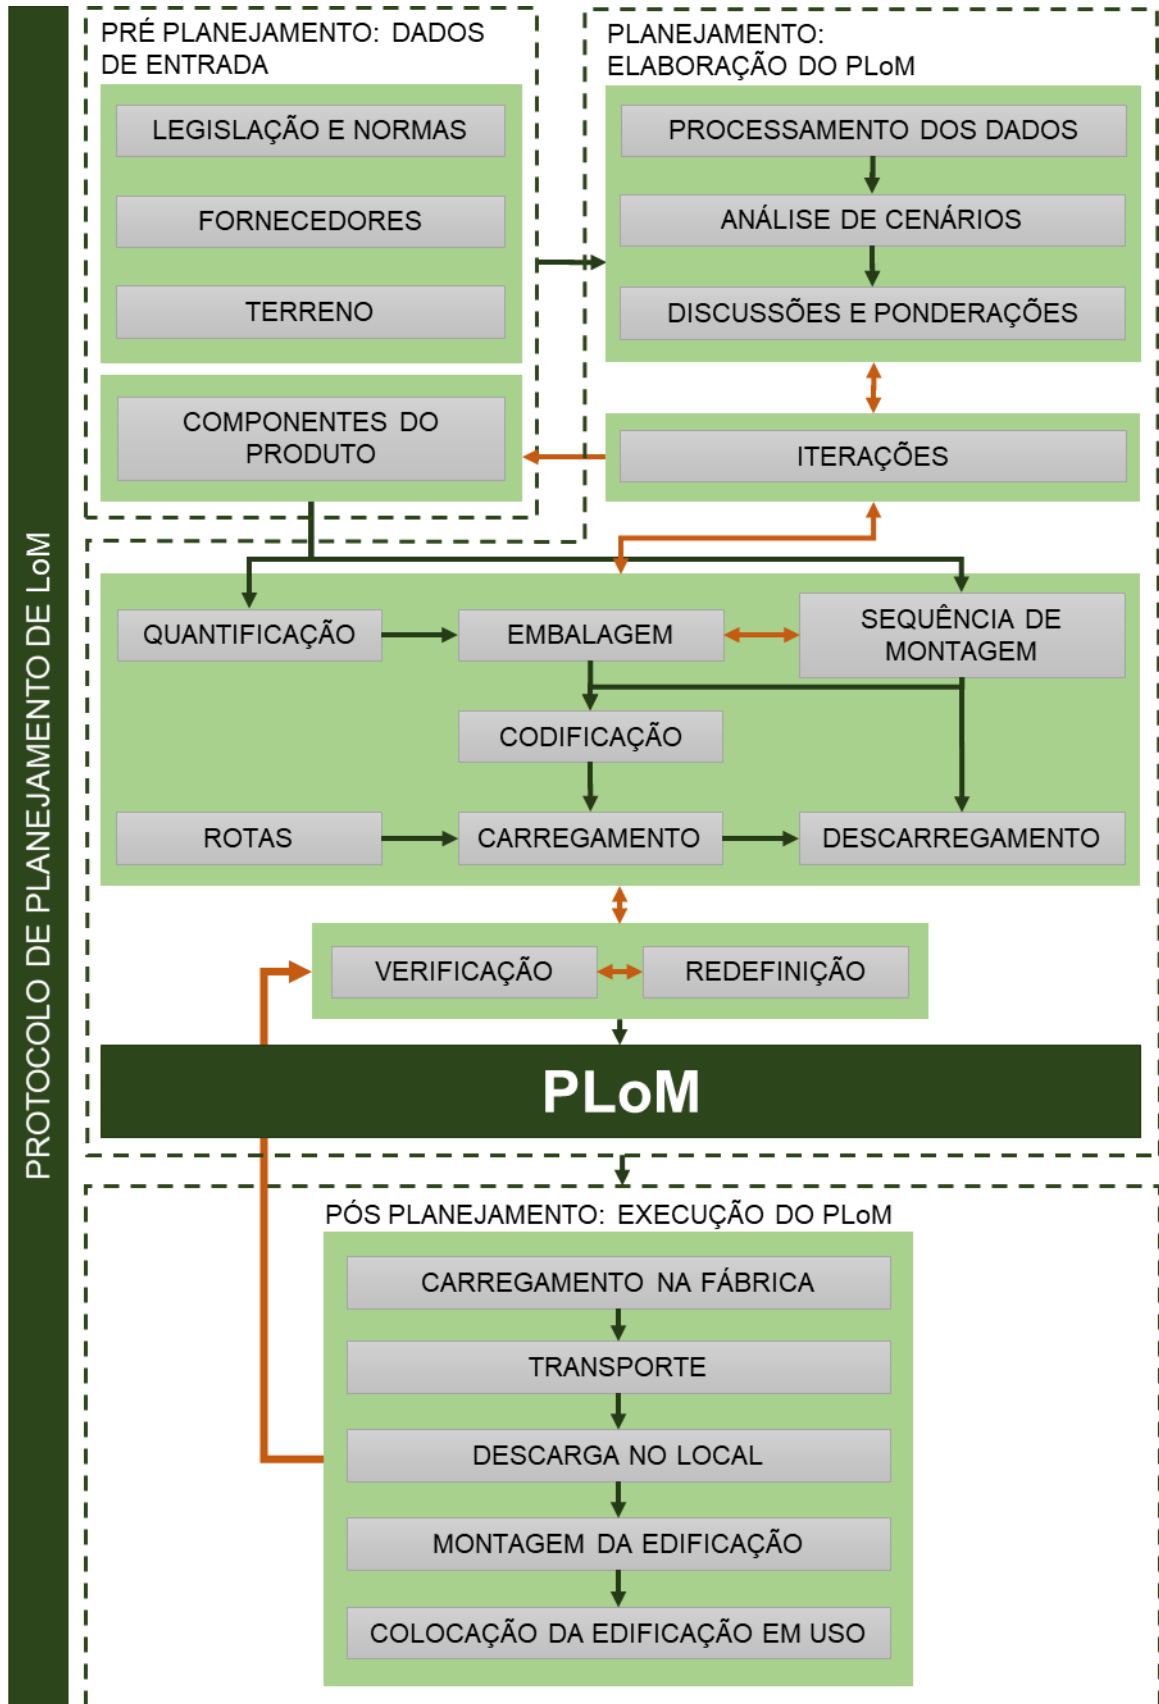 PROTOCOLO DE PLANEJAMENTO DE LoM
PRÉ PLANEJAMENTO: DADOS
DE ENTRADA
LEGISLAÇÃO E NORMAS
FORNECEDORES
TERRENO
COMPONENTES DO
PRODUTO
PLANEJAMENTO:
ELABORAÇÃO DO PLoM
PROCESSAMENTO DOS DADOS
ANÁLISE DE CENÁRIOS
DISCUSSÕES E PONDERAÇÕES
ITERAÇÕES
QUANTIFICAÇÃO
EMBALAGEM
SEQUÊNCIA DE
MONTAGEM
CODIFICAÇÃO
ROTAS
CARREGAMENTO
DESCARREGAMENTO
VERIFICAÇÃO
REDEFINIÇÃO
PLoM
PÓS PLANEJAMENTO: EXECUÇÃO DO PLoM
CARREGAMENTO NA FÁBRICA
TRANSPORTE
DESCARGA NO LOCAL
MONTAGEM DA EDIFICAÇÃO
COLOCAÇÃO DA EDIFICAÇÃO EM USO